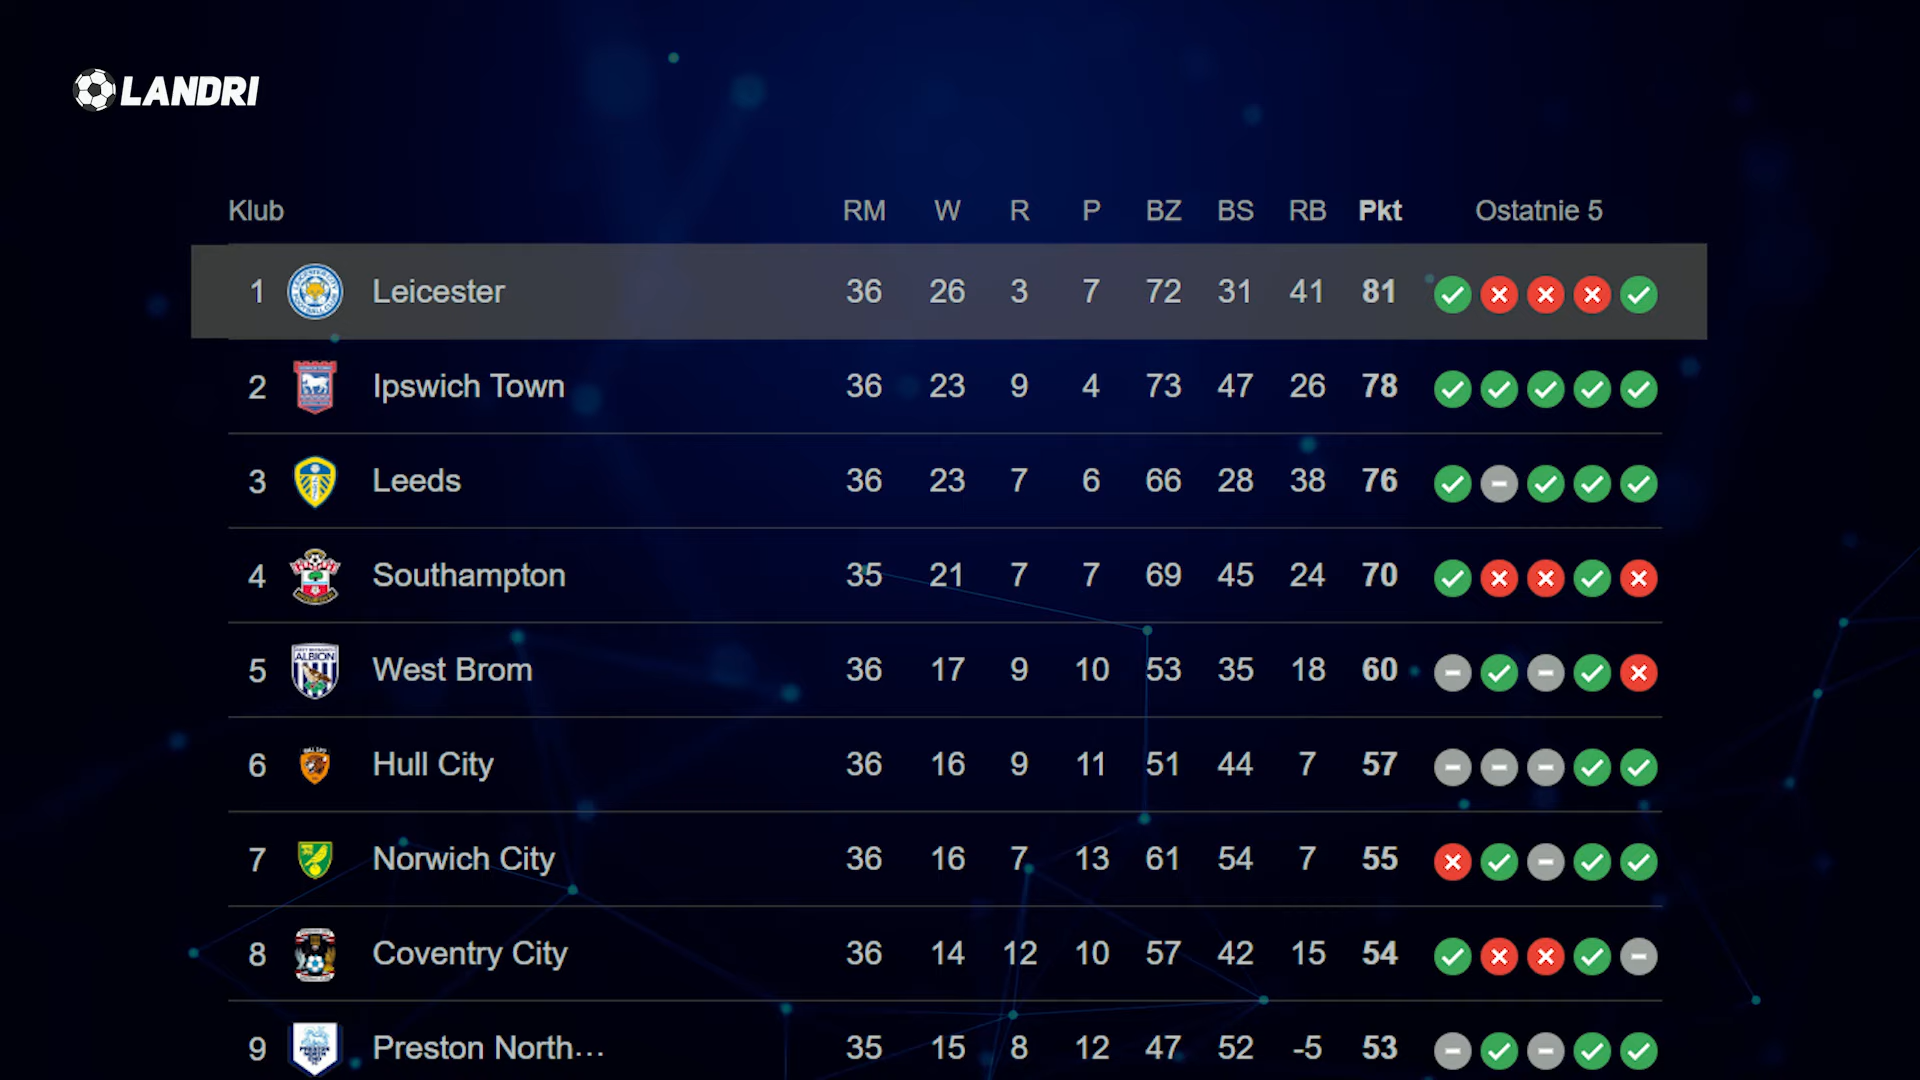 LANDRI
Klub RM W R P BZ BS RB Pkt Ostatnie 5
1 Leicester 36 26 3 7 72 31 41 81
2 Ipswich Town 36 23 9 4 73 47 26 78
3 Leeds 36 23 7 6 66 28 38 76
4 Southampton 35 21 7 7 69 45 24 70
5 West Brom 36 17 9 10 53 35 18 60
6 Hull City 36 16 9 11 51 44 7 57
7 Norwich City 36 16 7 13 61 54 7 55
8 Coventry City 36 14 12 10 57 42 15 54
9 Preston North... 35 15 8 12 47 52 -5 53